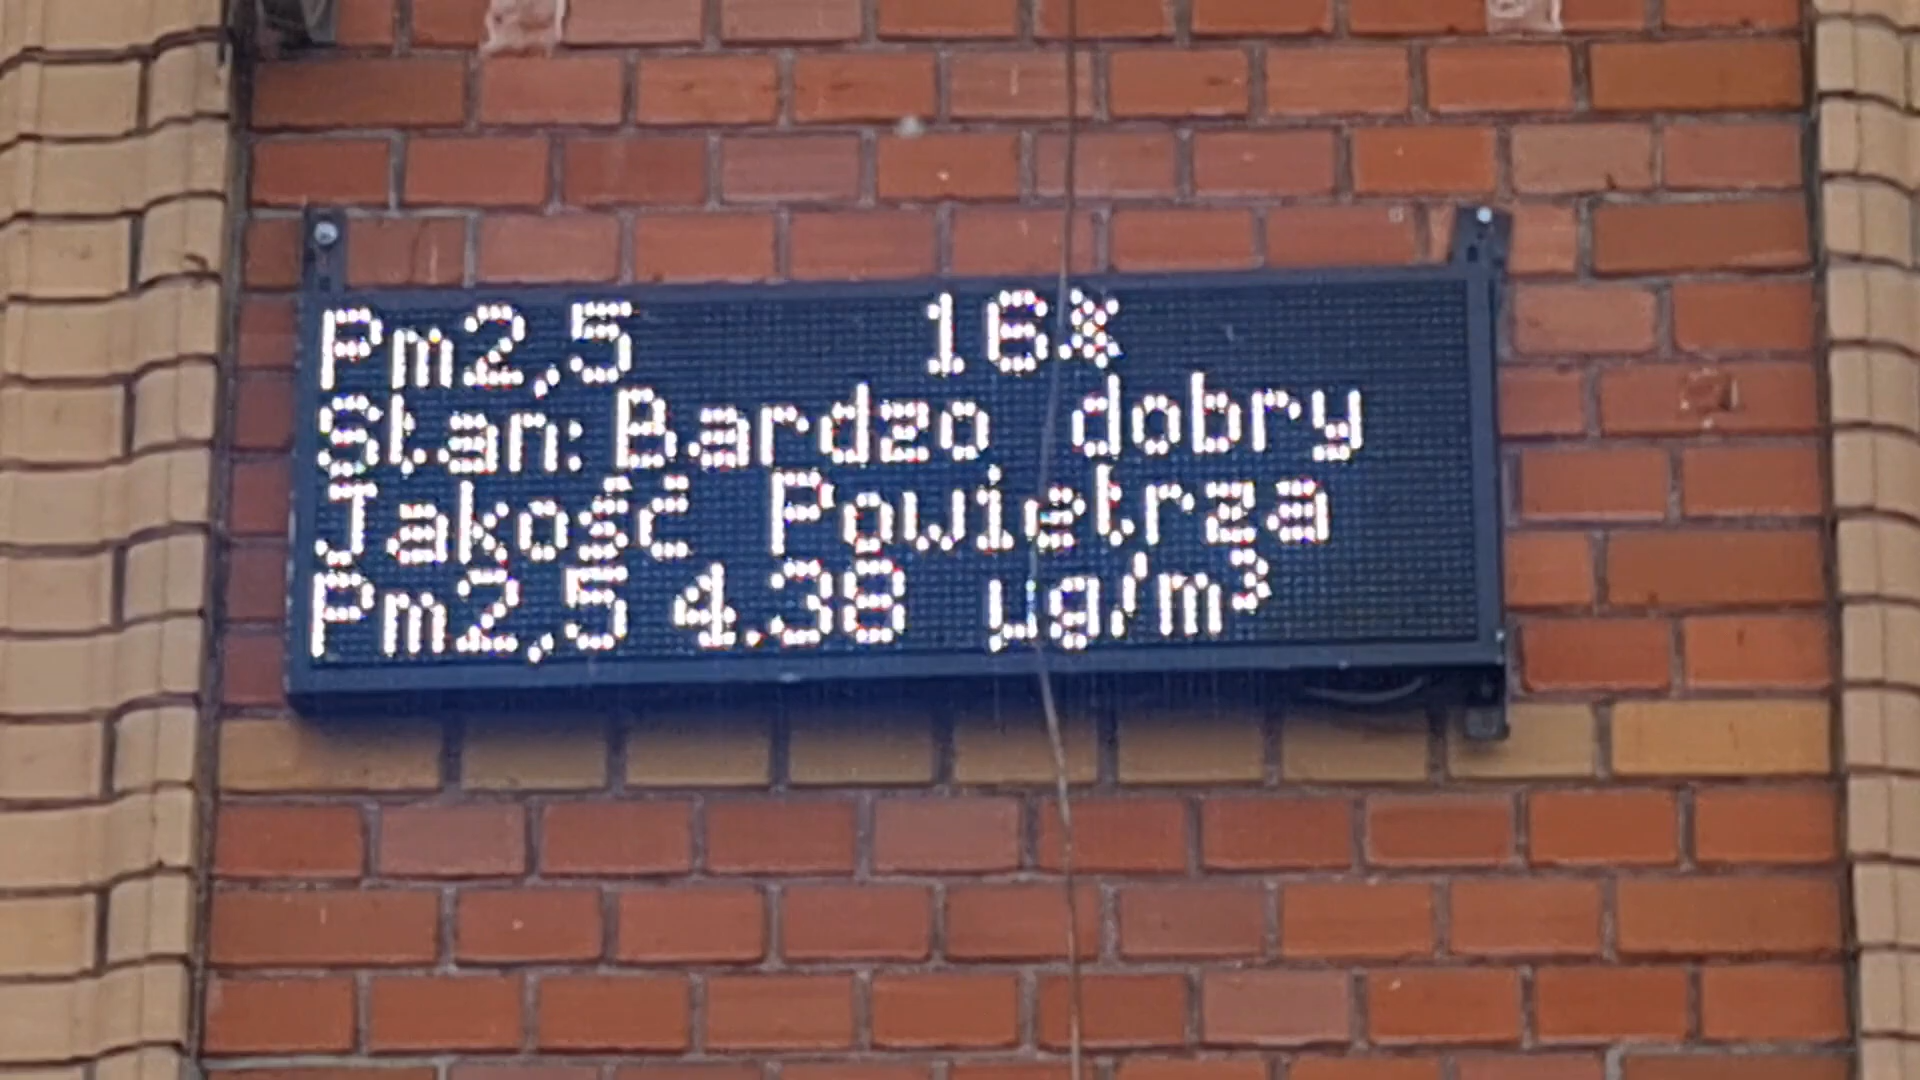 Pm2,5 16%
Stan: Bardzo dobry
Jakość Powietrza
Pm2,5 4.38 µg/m³